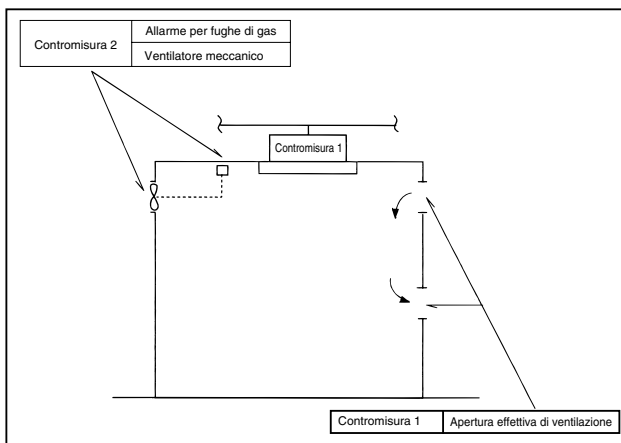 Contromisura 2
Allarme per fughe di gas
Ventilatore meccanico
Contromisura 1
Contromisura 1
Apertura effettiva di ventilazione